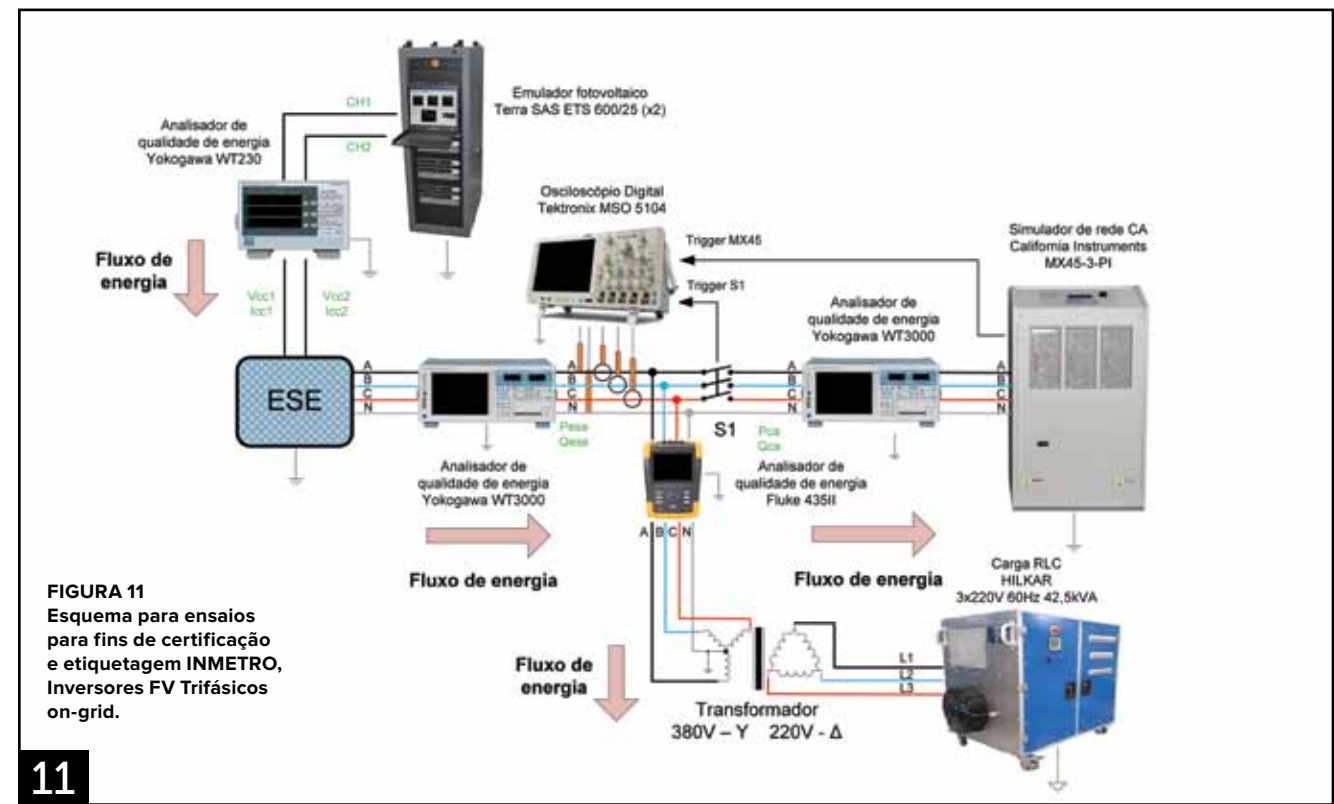 Emulador fotovoltaico
Terra SAS ETS 600/25 (x2)
CH1
CH2
Analisador de
qualidade de energia
Yokogawa WT230
Osciloscópio Digital
Tektronix MSO 5104
Trigger MX45
Trigger S1
Simulador de rede CA
California Instruments
MX45-3-PI
Fluxo de
energia
Vcc1
Icc1
Vcc2
Icc2
Analisador de
qualidade de energia
Yokogawa WT3000
ESE
A
B
C
N
A
B
C
N
A
B
C
N
A
B
C
N
Pese
Qese
S1
Pca
Qca
Analisador de
qualidade de energia
Yokogawa WT3000
Analisador de
qualidade de energia
Fluke 435II
A B C N
Fluxo de energia
Fluxo de energia
Carga RLC
HILKAR
3x220V 60Hz 42,5kVA
FIGURA 11
Esquema para ensaios
para fins de certificação
e etiquetagem INMETRO,
Inversores FV Trifásicos
on-grid.
Fluxo de
energia
L1
L2
L3
Transformador
380V – Y 220V - Δ
11